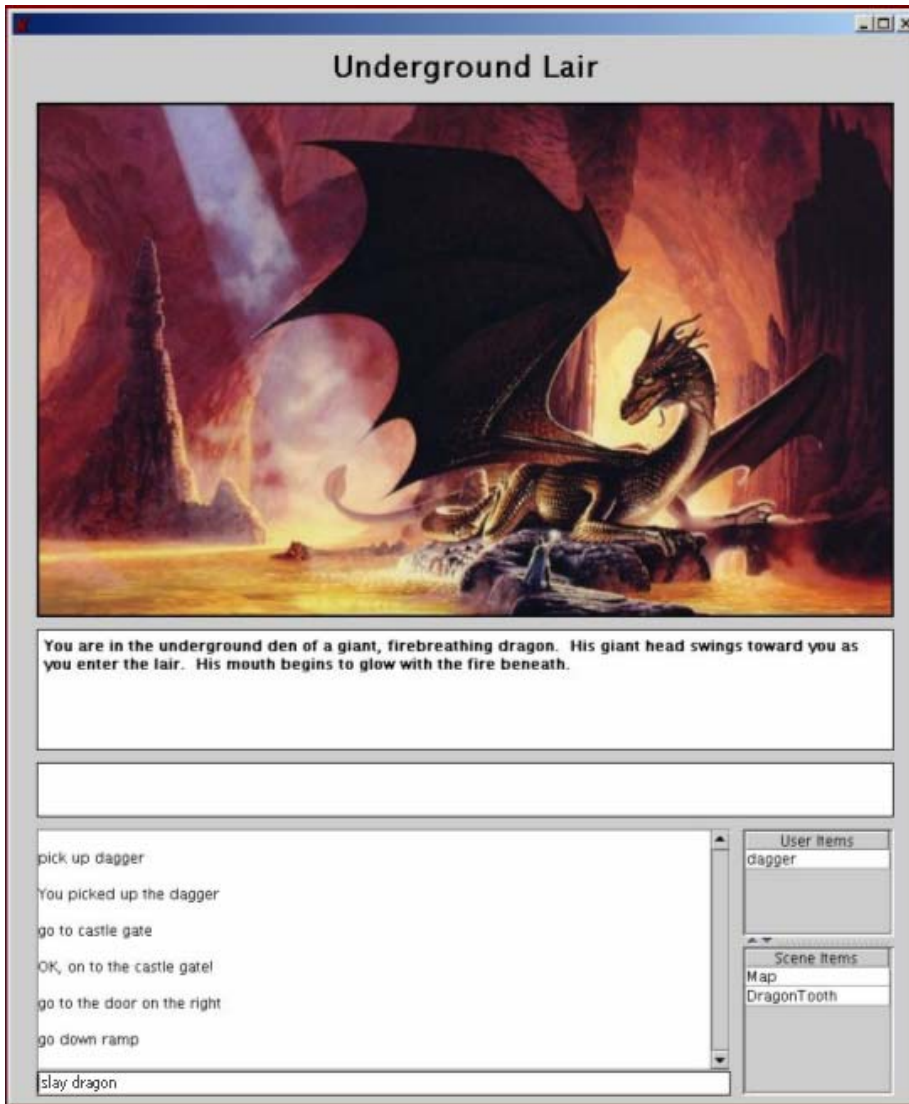 Underground Lair
You are in the underground den of a giant, firebreathing dragon.  His giant head swings toward you as
you enter the lair.  His mouth begins to glow with the fire beneath.
pick up dagger
You picked up the dagger
go to castle gate
OK, on to the castle gate!
go to the door on the right
go down ramp
slay dragon
User Items
dagger
Scene Items
Map
DragonTooth